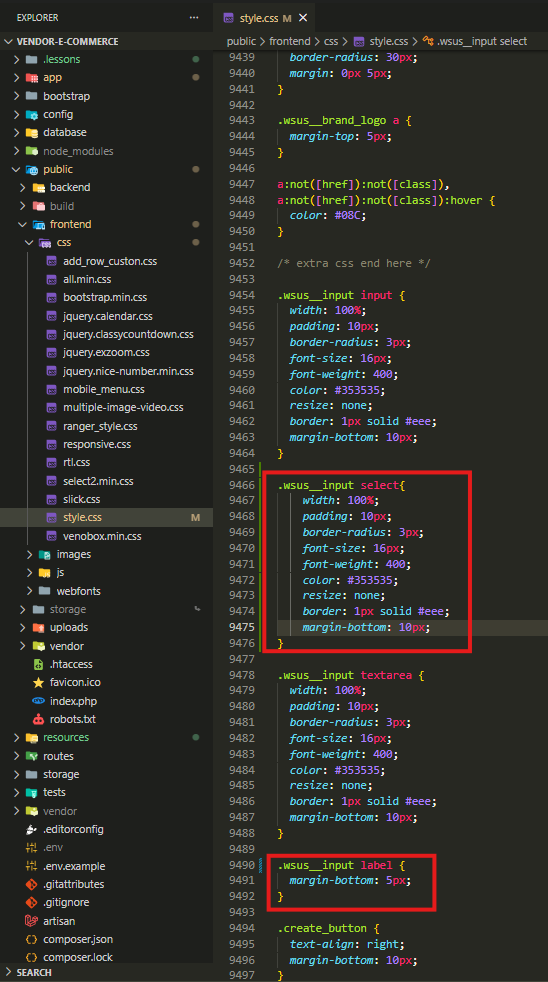 EXPLORER
VENDOR-E-COMMERCE
.lessons
app
bootstrap
config
database
node_modules
public
backend
build
frontend
css
add_row_custon.css
all.min.css
bootstrap.min.css
jquery.calendar.css
jquery.classycountdown.css
jquery.exzoom.css
jquery.nice-number.min.css
mobile_menu.css
multiple-image-video.css
ranger_style.css
responsive.css
rtl.css
select2.min.css
slick.css
style.css M
venobox.min.css
images
js
webfonts
storage
uploads
vendor
.htaccess
favicon.ico
index.php
robots.txt
resources
routes
storage
tests
vendor
.editorconfig
.env
.env.example
.gitattributes
.gitignore
artisan
composer.json
composer.lock
SEARCH
style.css M
public > frontend > css > style.css > .wsus__input select
9439 border-radius: 30px;
9440 margin: 0px 5px;
9441 }
9442
9443 .wsus__brand_logo a {
9444 margin-top: 5px;
9445 }
9446
9447 a:not([href]):not([class]),
9448 a:not([href]):not([class]):hover {
9449 color: #08C;
9450 }
9451
9452 /* extra css end here */
9453
9454 .wsus__input input {
9455 width: 100%;
9456 padding: 10px;
9457 border-radius: 3px;
9458 font-size: 16px;
9459 font-weight: 400;
9460 color: #353535;
9461 resize: none;
9462 border: 1px solid #eee;
9463 margin-bottom: 10px;
9464 }
9465
9466 .wsus__input select{
9467 width: 100%;
9468 padding: 10px;
9469 border-radius: 3px;
9470 font-size: 16px;
9471 font-weight: 400;
9472 color: #353535;
9473 resize: none;
9474 border: 1px solid #eee;
9475 margin-bottom: 10px;
9476 }
9477
9478 .wsus__input textarea {
9479 width: 100%;
9480 padding: 10px;
9481 border-radius: 3px;
9482 font-size: 16px;
9483 font-weight: 400;
9484 color: #353535;
9485 resize: none;
9486 border: 1px solid #eee;
9487 margin-bottom: 10px;
9488 }
9489
9490 .wsus__input label {
9491 margin-bottom: 5px;
9492 }
9493
9494 .create_button {
9495 text-align: right;
9496 margin-bottom: 10px;
9497 }